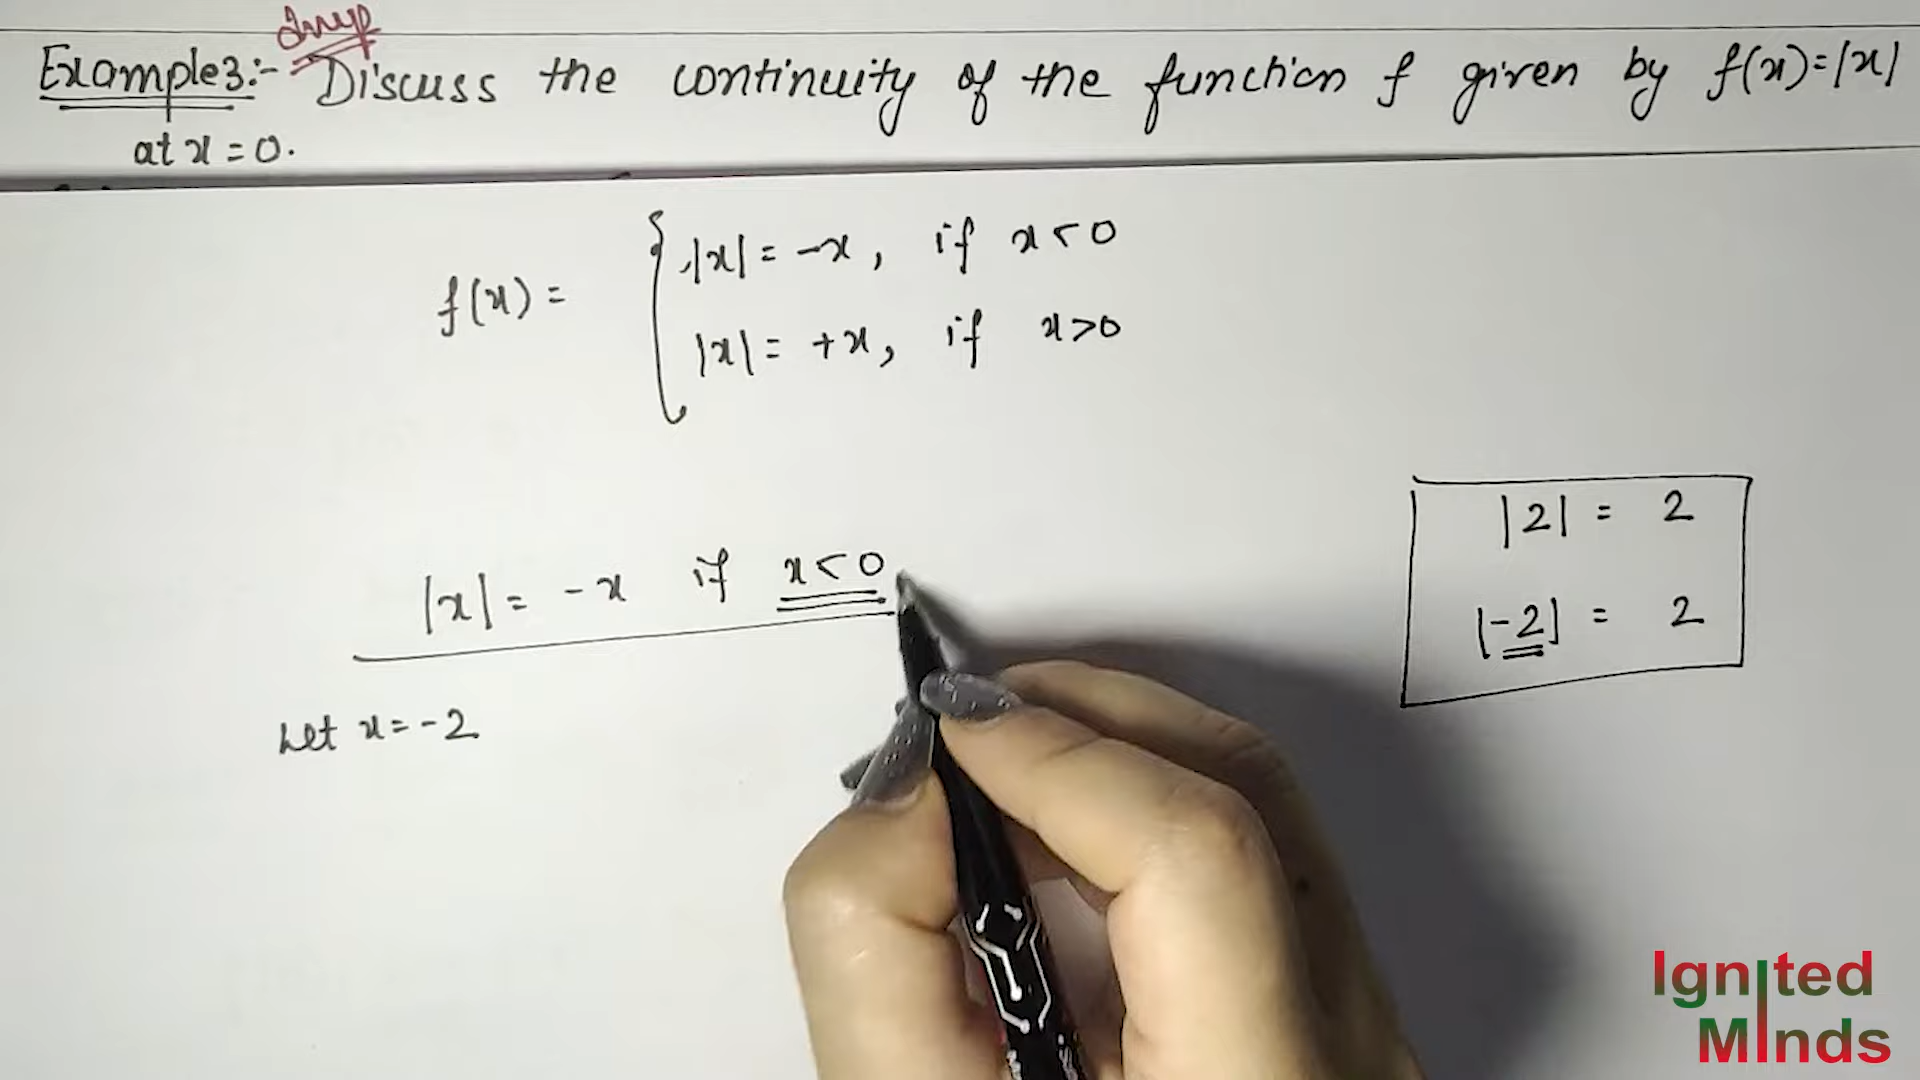 Imp
Example3:- Discuss the continuity of the function f given by f(x)=|x|
at x = 0.
f(x) = { |x| = -x, if x < 0
|x| = +x, if x>0
|x| = -x if x < 0
Let x = -2
|2| = 2
|-2| = 2
Ignited
Minds